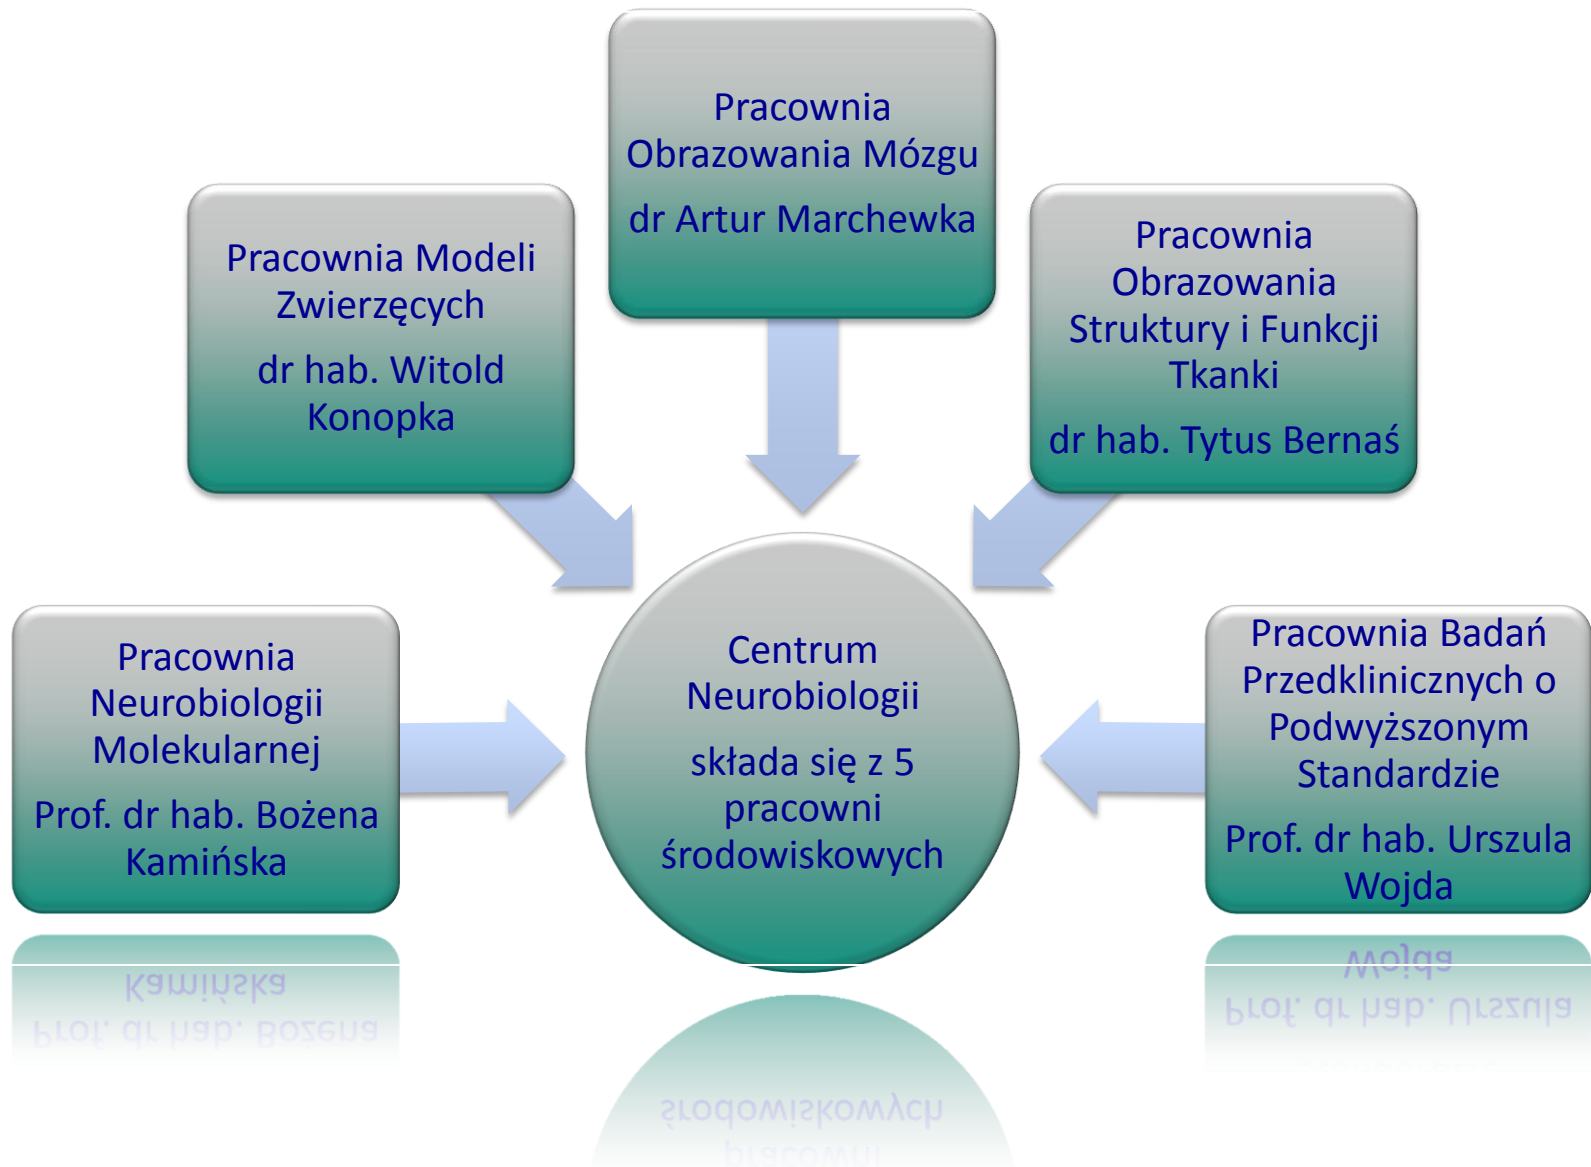 Pracownia
Obrazowania Mózgu
dr Artur Marchewka
Pracownia Modeli
Zwierzęcych
dr hab. Witold
Konopka
Pracownia
Obrazowania
Struktury i Funkcji
Tkanki
dr hab. Tytus Bernaś
Pracownia
Neurobiologii
Molekularnej
Prof. dr hab. Bożena
Kamińska
Centrum
Neurobiologii
składa się z 5
pracowni
środowiskowych
Pracownia Badań
Przedklinicznych o
Podwyższonym
Standardzie
Prof. dr hab. Urszula
Wojda